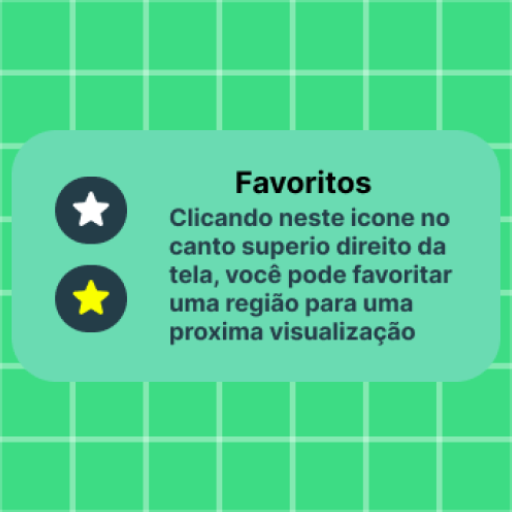 Favoritos
Clicando neste icone no
canto superio direito da
tela, você pode favoritar
uma região para uma
proxima visualização